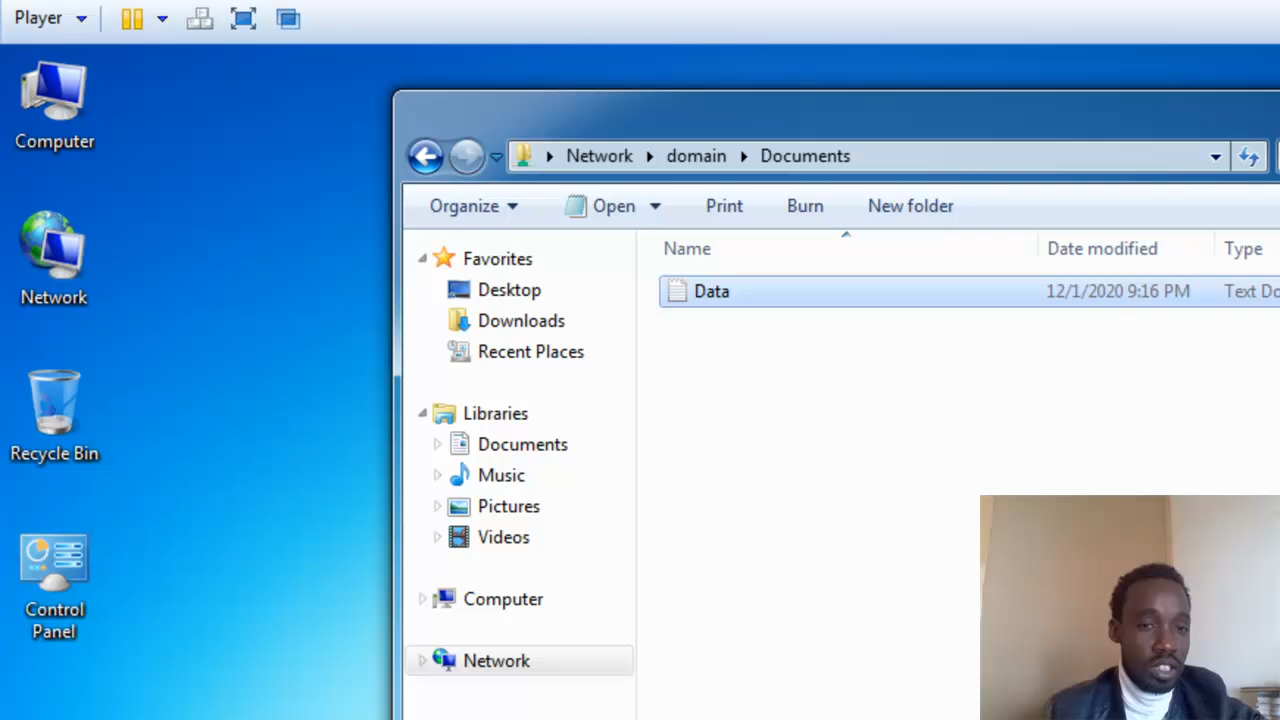 Player
Computer
Network
Recycle Bin
Control
Panel
Network domain Documents
Organize Open Print Burn New folder
Favorites
Desktop
Downloads
Recent Places
Libraries
Documents
Music
Pictures
Videos
Computer
Network
Name Date modified Type
Data 12/1/2020 9:16 PM Text Do